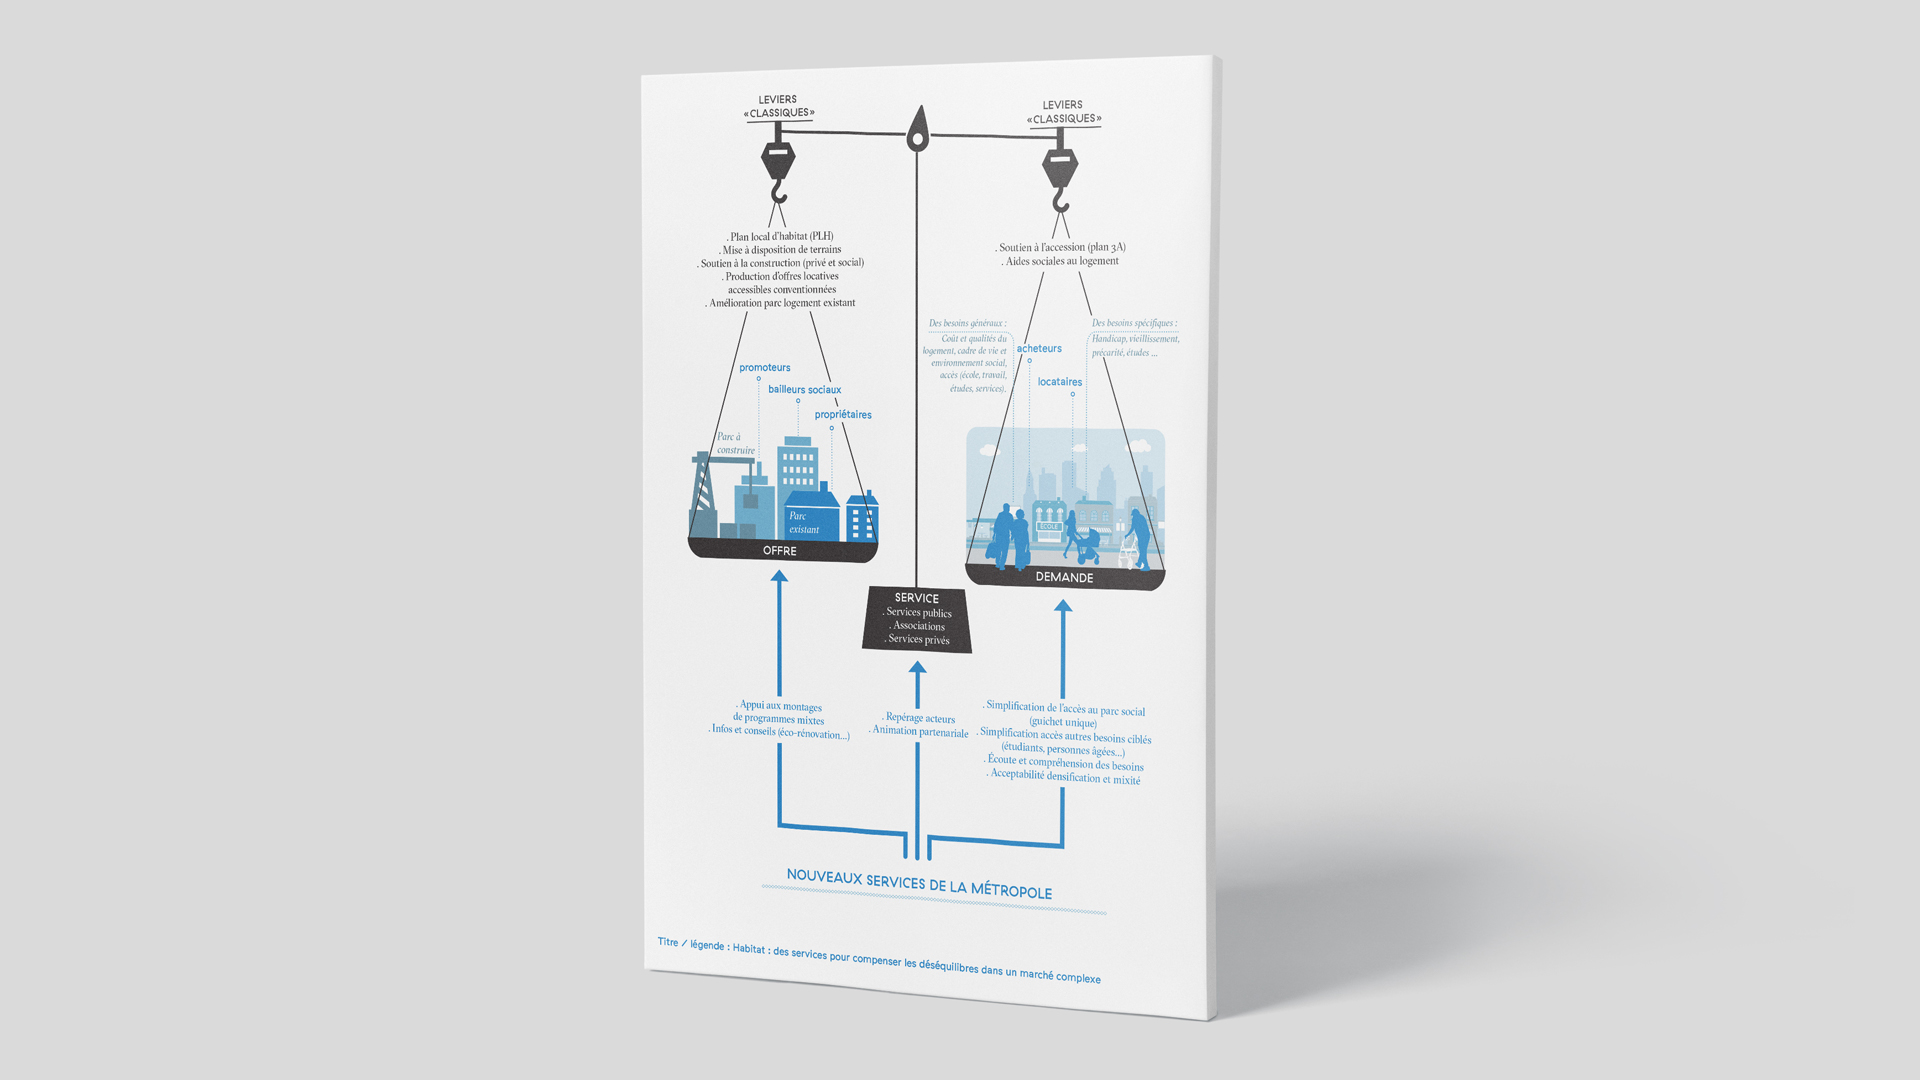 LEVIERS
«CLASSIQUES»
. Plan local d'habitat (PLH)
. Mise à disposition de terrains
. Soutien à la construction (privé et social)
. Production d'offres locatives
accessibles conventionnées
. Amélioration parc logement existant
promoteurs
bailleurs sociaux
propriétaires
Parc à
construire
Parc
existant
OFFRE
LEVIERS
«CLASSIQUES»
. Soutien à l'accession (plan 3A)
. Aides sociales au logement
Des besoins généraux :
Coût et qualités du
logement, cadre de vie et
environnement social,
accès (école, travail,
études, services).
acheteurs
locataires
Des besoins spécifiques :
Handicap, vieillissement,
précarité, études ...
ÉCOLE
DEMANDE
SERVICE
. Services publics
. Associations
. Services privés
. Appui aux montages
de programmes mixtes
. Infos et conseils (éco-rénovation...)
. Repérage acteurs
. Animation partenariale
. Simplification de l'accès au parc social
(guichet unique)
. Simplification accès autres besoins ciblés
(étudiants, personnes âgées...)
. Écoute et compréhension des besoins
. Acceptabilité densification et mixité
NOUVEAUX SERVICES DE LA MÉTROPOLE
Titre / légende : Habitat : des services pour compenser les déséquilibres dans un marché complexe